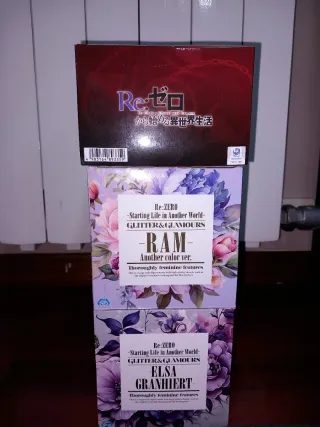 Re:ゼロ
から始める異世界生活
Re:ZERO
-Starting Life in Another World-
GLITTER&GLAMOURS
-RAM-
Another color ver.
Thoroughly feminine features
Re:ZERO
-Starting Life in Another World-
GLITTER&GLAMOURS
-ELSA
GRANHIERT-
Thoroughly feminine features